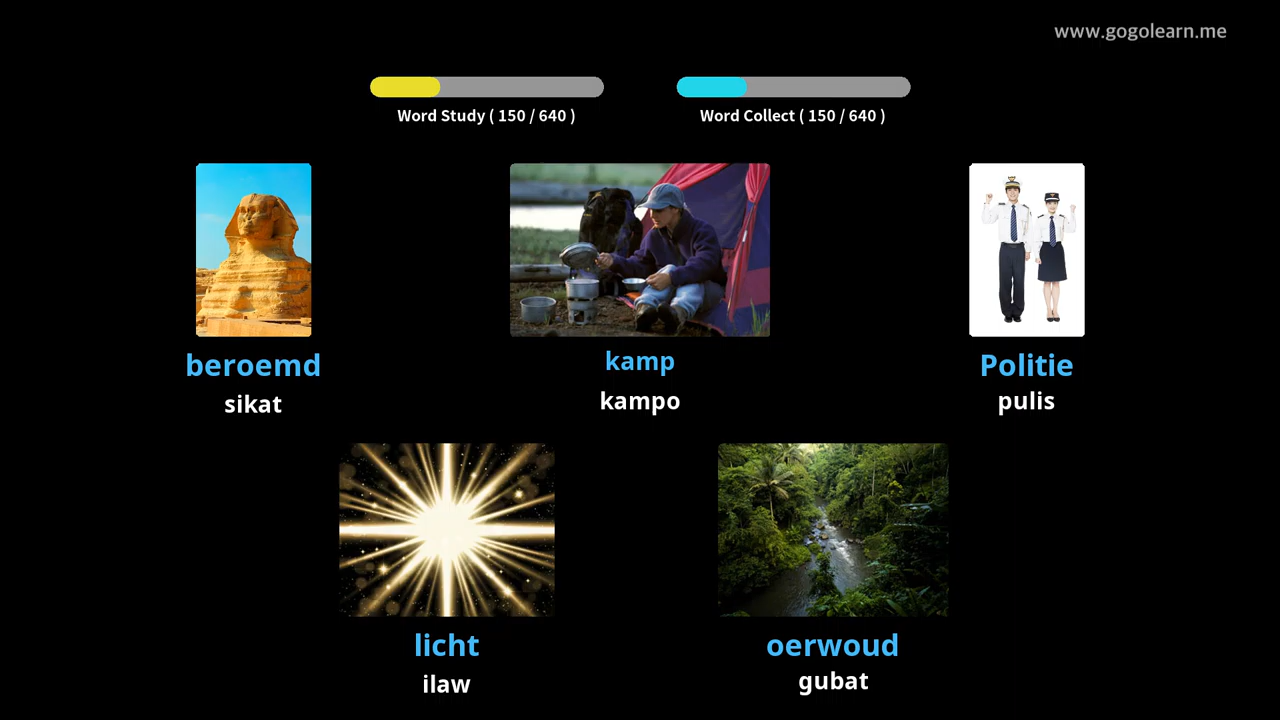 www.gogolearn.me
Word Study ( 150 / 640 )
Word Collect ( 150 / 640 )
beroemd
sikat
kamp
kampo
Politie
pulis
licht
ilaw
oerwoud
gubat